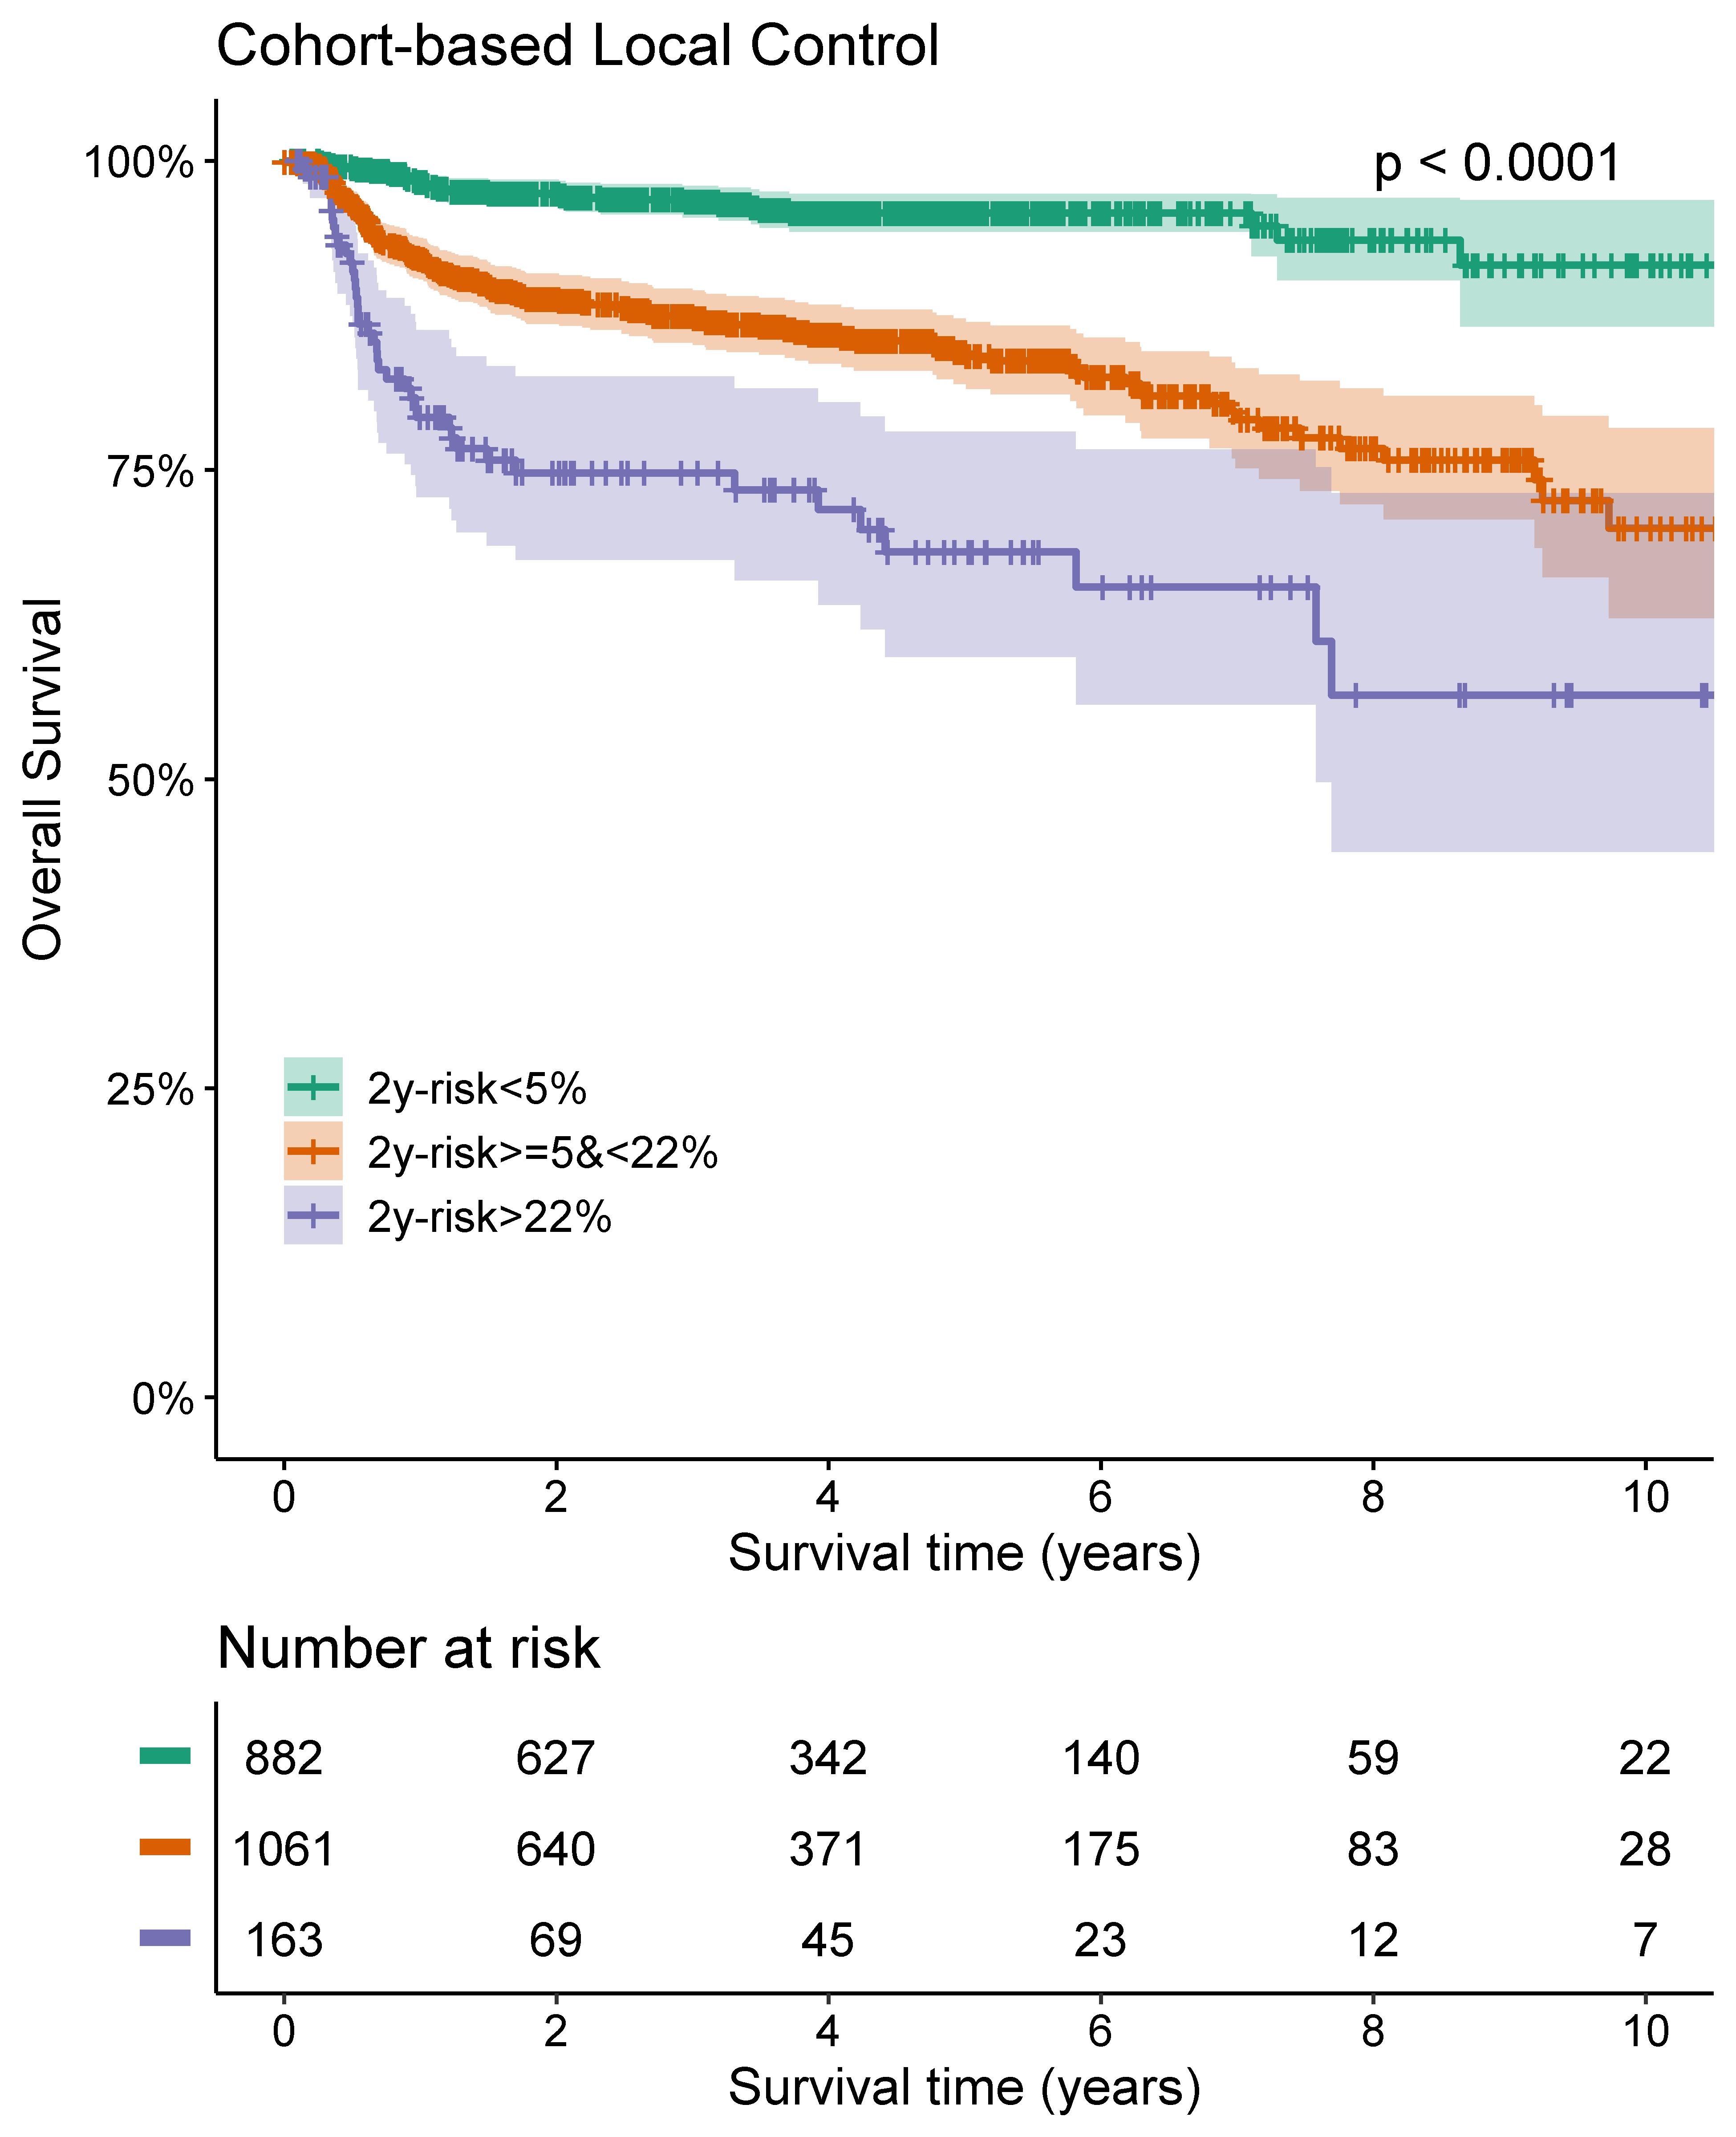 Cohort-based Local Control
p < 0.0001
100%
75%
50%
25%
0%
Overall Survival
2y-risk<5%
2y-risk>=5&<22%
2y-risk>22%
0 2 4 6 8 10
Survival time (years)
Number at risk
882 627 342 140 59 22
1061 640 371 175 83 28
163 69 45 23 12 7
0 2 4 6 8 10
Survival time (years)